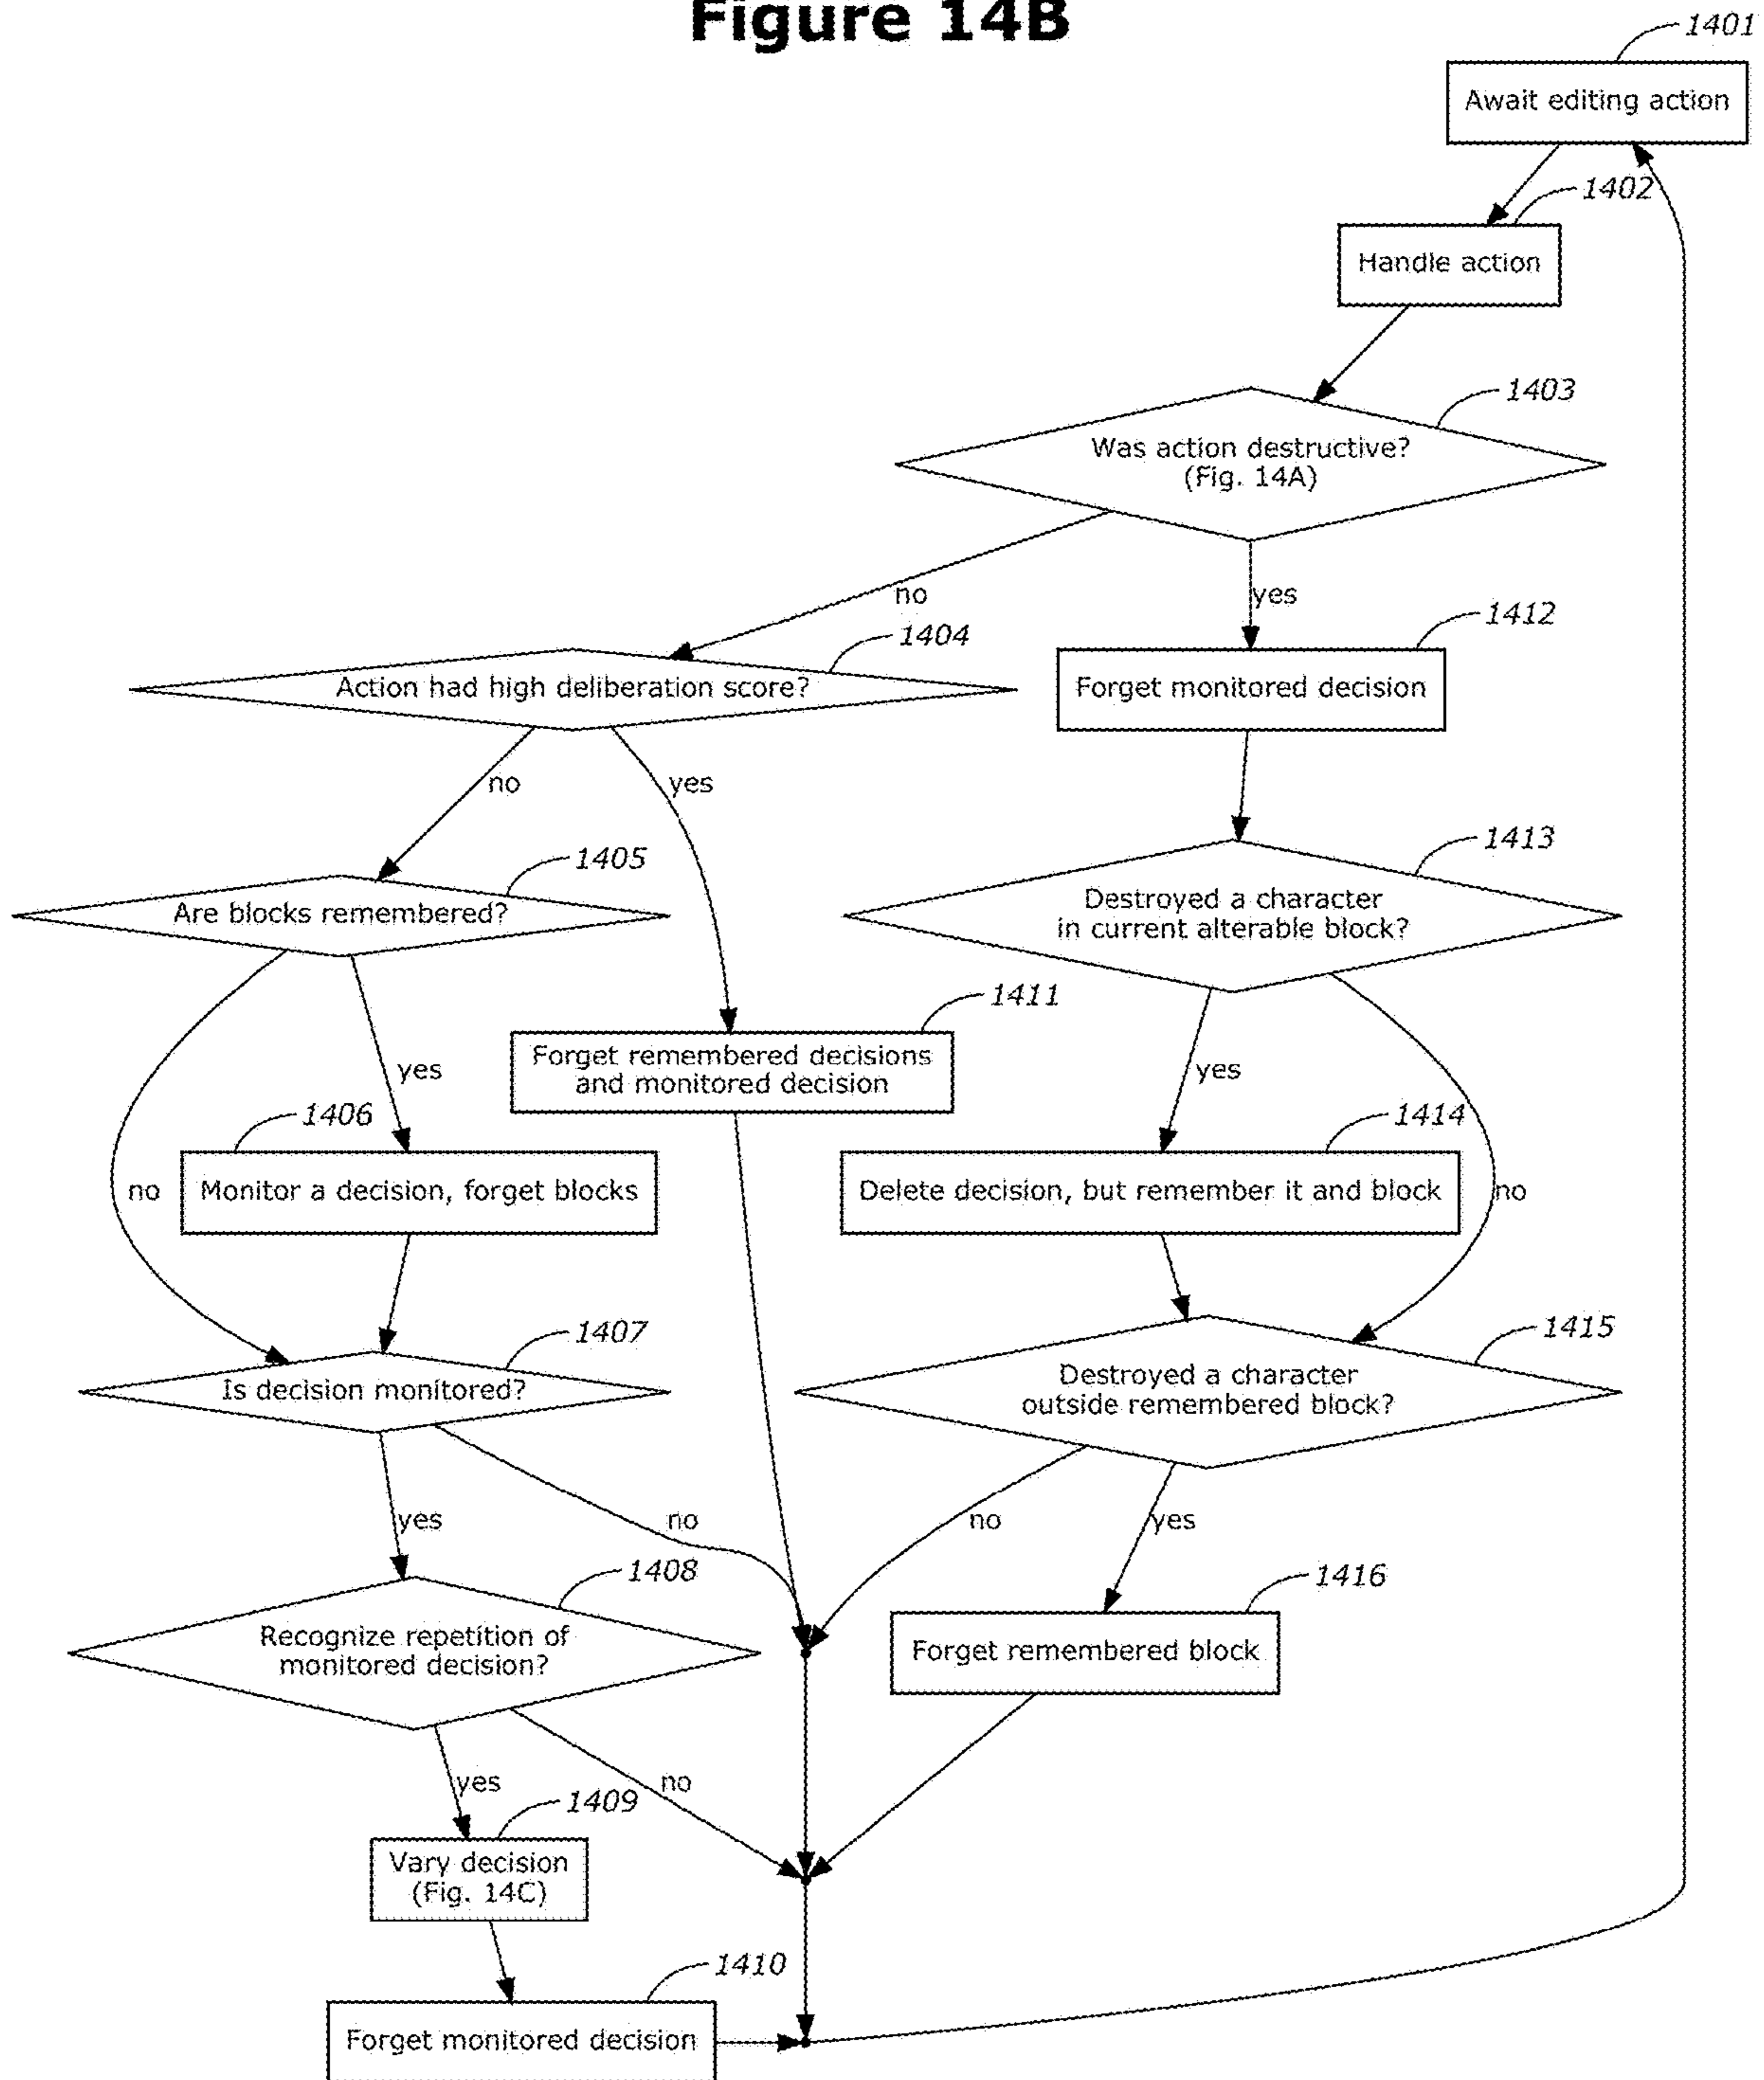 Figure 14B
1401
Await editing action
1402
Handle action
1403
Was action destructive?
(Fig. 14A)
no
yes
1404
Action had high deliberation score?
1412
Forget monitored decision
no
yes
1405
Are blocks remembered?
1413
Destroyed a character
in current alterable block?
1411
Forget remembered decisions
and monitored decision
yes
yes
1406
Monitor a decision, forget blocks
no
1414
Delete decision, but remember it and block
no
1407
Is decision monitored?
1415
Destroyed a character
outside remembered block?
yes
no
no
yes
1408
Recognize repetition of
monitored decision?
1416
Forget remembered block
yes
no
1409
Vary decision
(Fig. 14C)
1410
Forget monitored decision